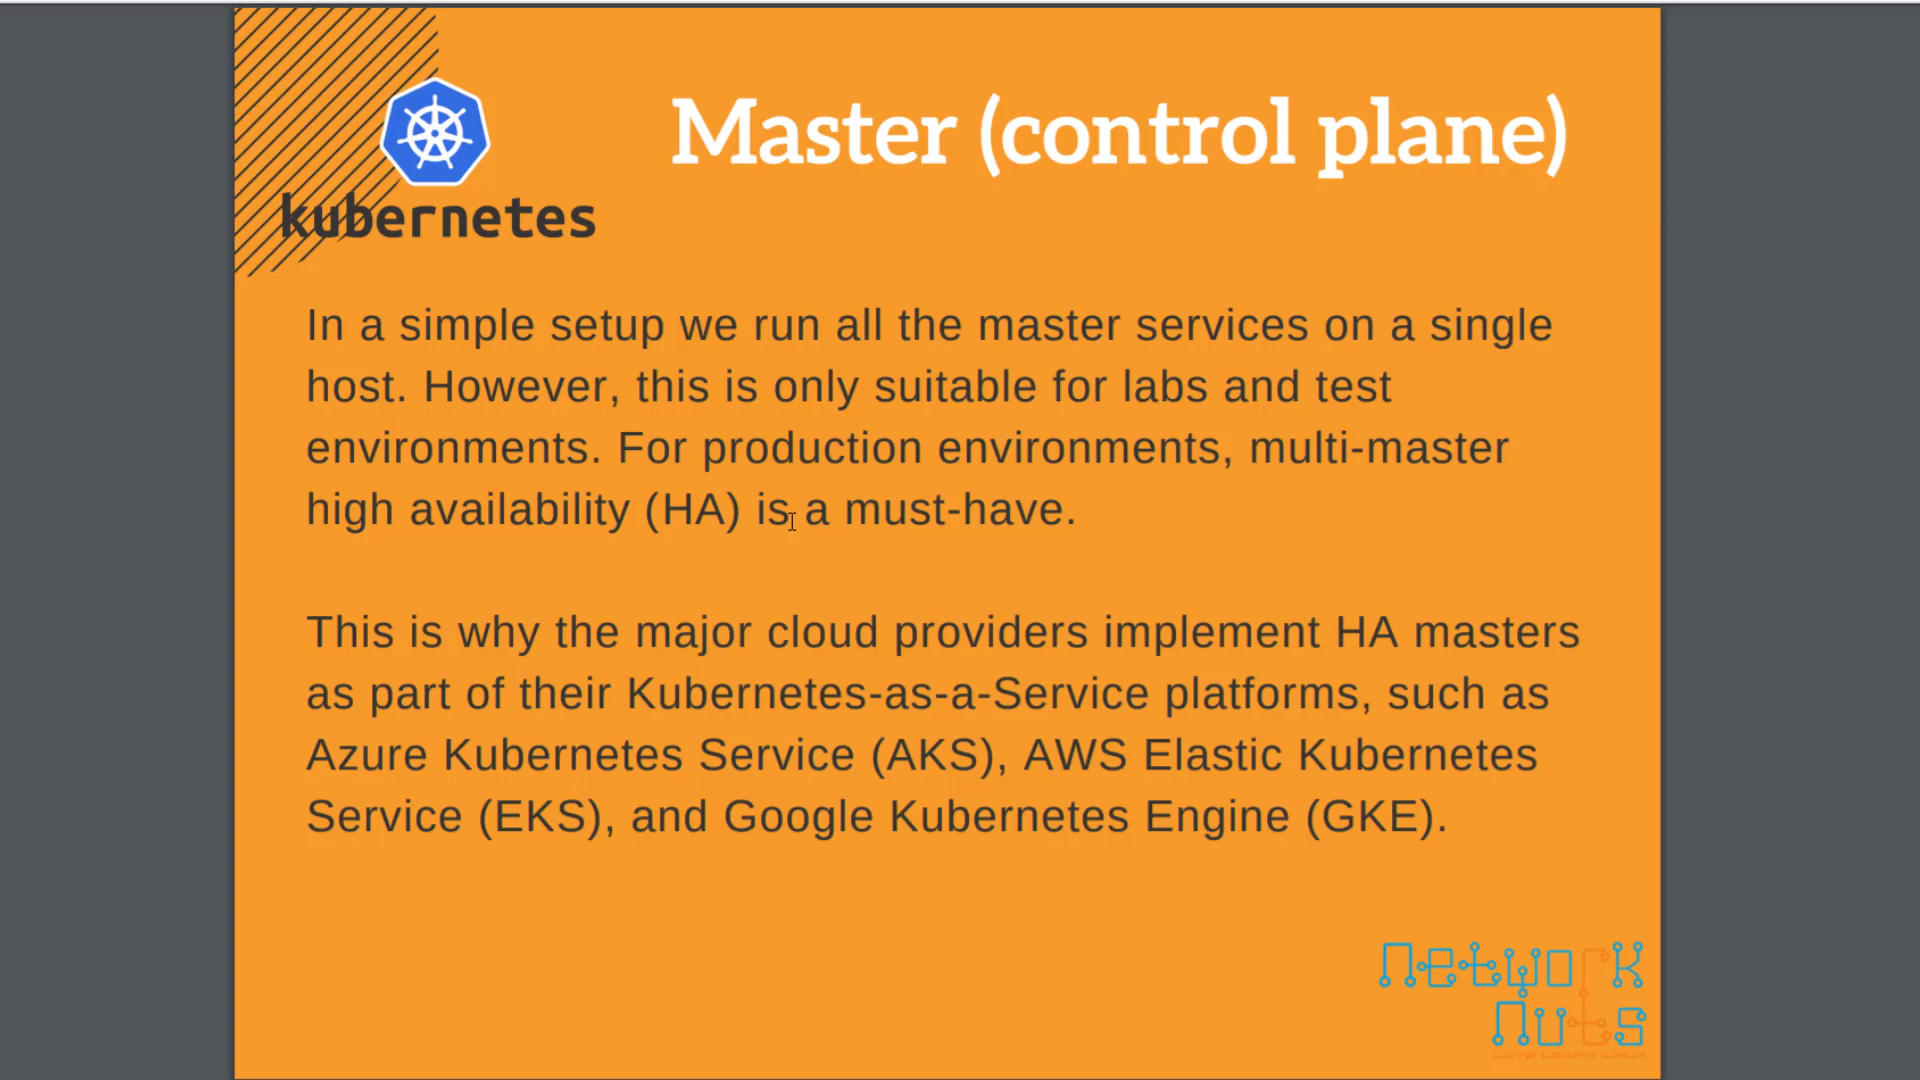 Master (control plane)
kubernetes
In a simple setup we run all the master services on a single
host. However, this is only suitable for labs and test
environments. For production environments, multi-master
high availability (HA) is a must-have.
This is why the major cloud providers implement HA masters
as part of their Kubernetes-as-a-Service platforms, such as
Azure Kubernetes Service (AKS), AWS Elastic Kubernetes
Service (EKS), and Google Kubernetes Engine (GKE).
network
nuts